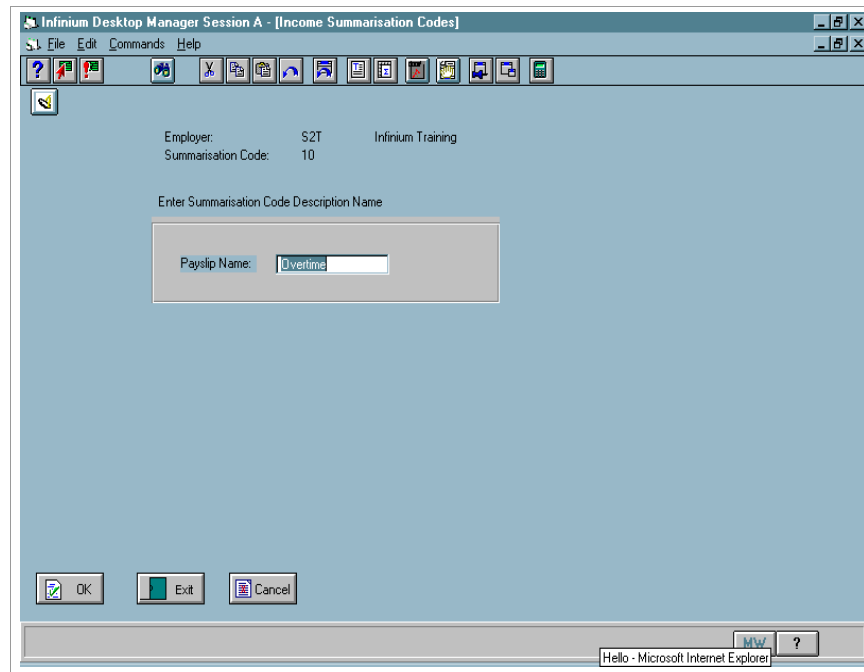 Infinium Desktop Manager Session A - [Income Summarisation Codes]
File Edit Commands Help
Employer: S2T Infinium Training
Summarisation Code: 10
Enter Summarisation Code Description Name
Payslip Name: Overtime
OK Exit Cancel
MW ?
Hello - Microsoft Internet Explorer